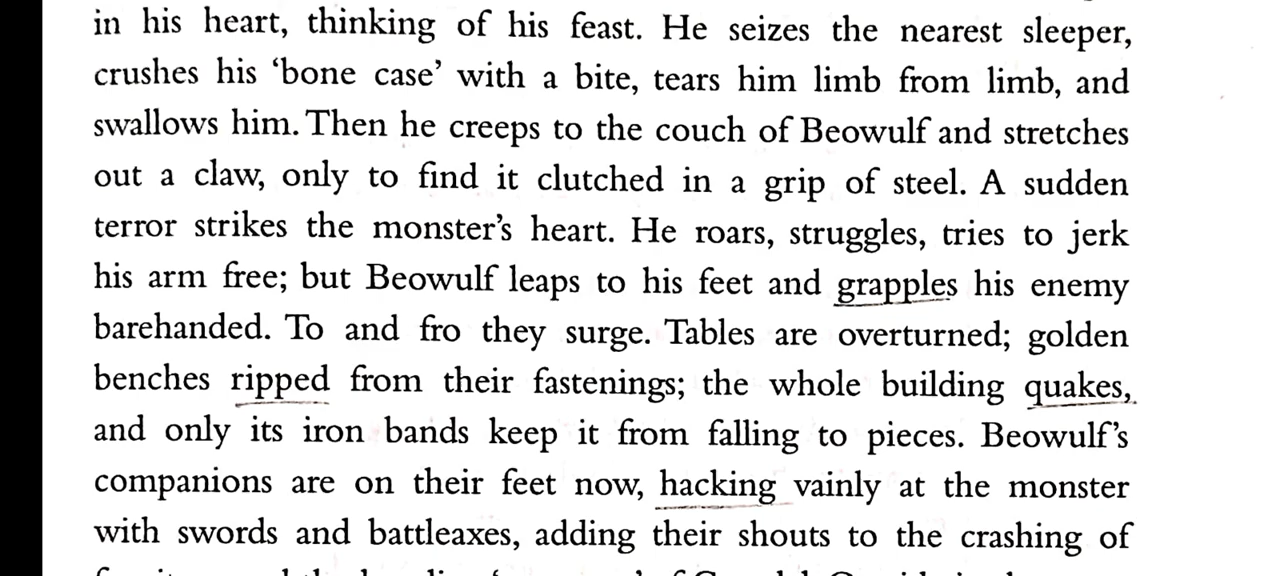 in his heart, thinking of his feast. He seizes the nearest sleeper,
crushes his ‘bone case’ with a bite, tears him limb from limb, and
swallows him. Then he creeps to the couch of Beowulf and stretches
out a claw, only to find it clutched in a grip of steel. A sudden
terror strikes the monster’s heart. He roars, struggles, tries to jerk
his arm free; but Beowulf leaps to his feet and grapples his enemy
barehanded. To and fro they surge. Tables are overturned; golden
benches ripped from their fastenings; the whole building quakes,
and only its iron bands keep it from falling to pieces. Beowulf’s
companions are on their feet now, hacking vainly at the monster
with swords and battleaxes, adding their shouts to the crashing of